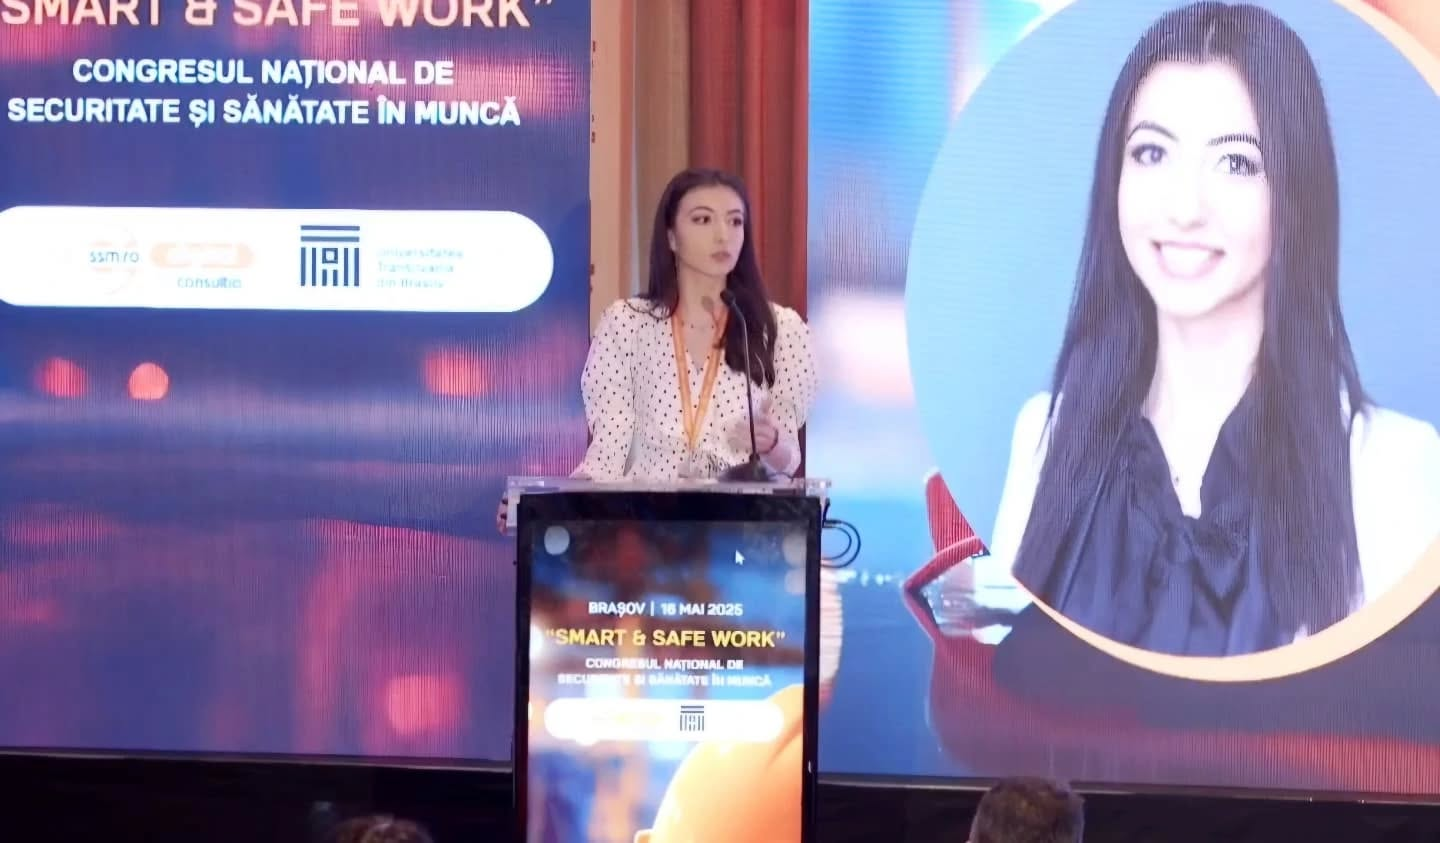 SMART & SAFE WORK"
CONGRESUL NAȚIONAL DE
SECURITATE ȘI SĂNĂTATE ÎN MUNCĂ
ssm.ro
consultio
Universitatea
Transilvania
din Brașov
BRAȘOV | 16 MAI 2025
"SMART & SAFE WORK"
CONGRESUL NAȚIONAL DE
SECURITATE ȘI SĂNĂTATE ÎN MUNCĂ